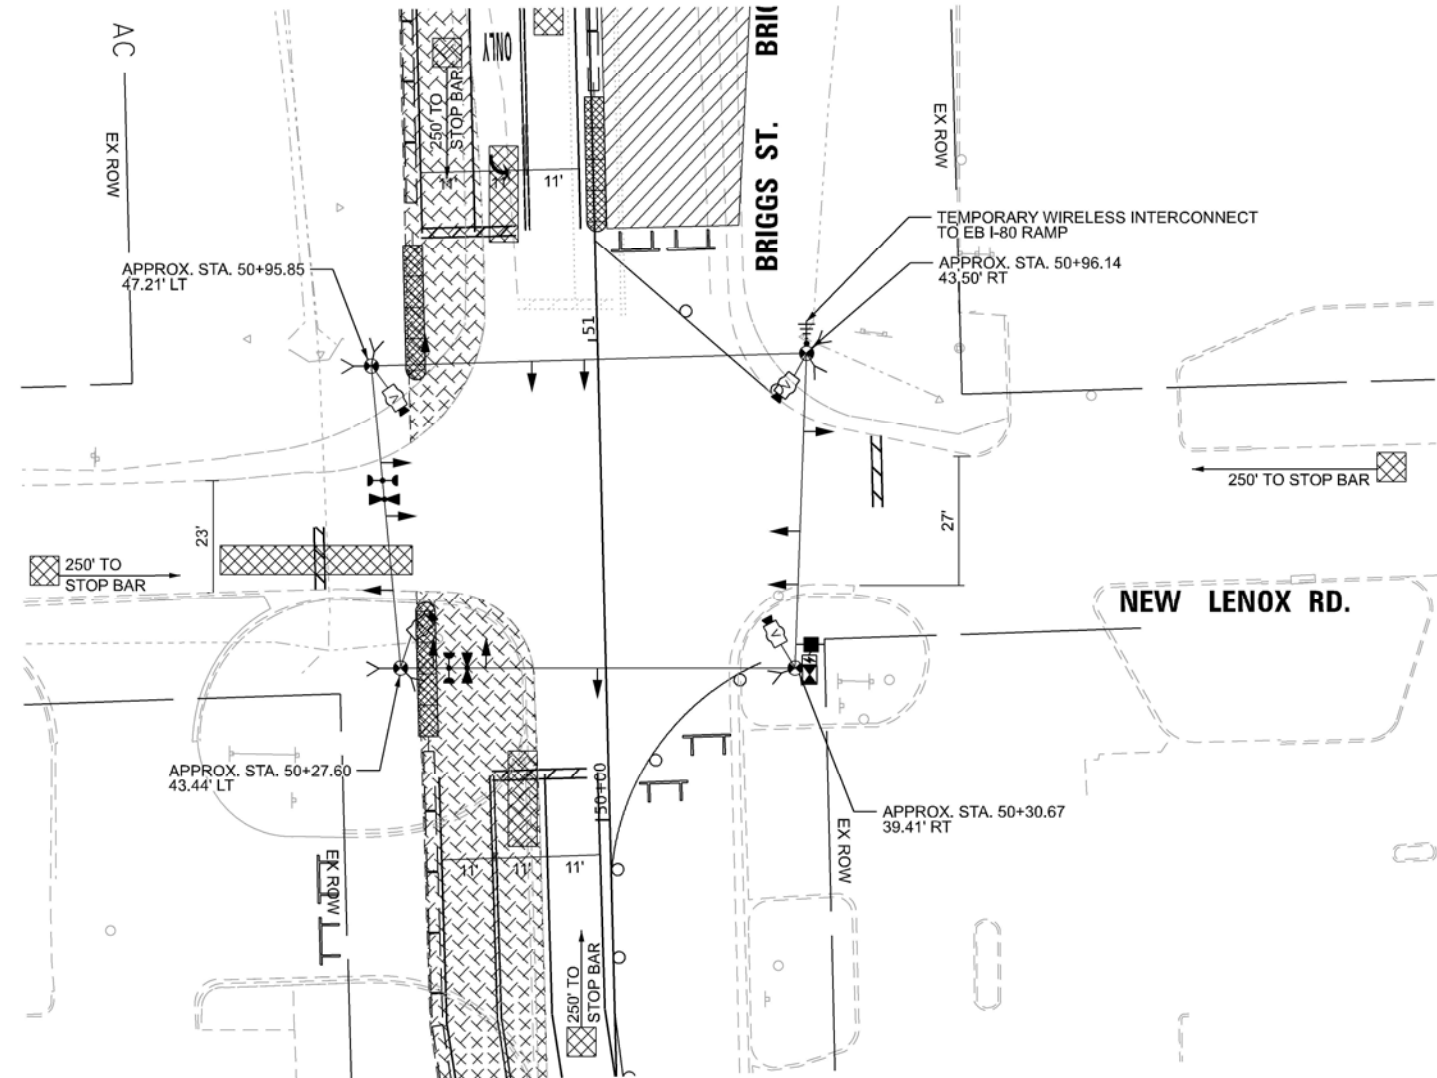 AC
EX ROW
ONLY
250' TO
STOP BAR
11'
11'
11'
BRIGGS ST.
BRIG
EX ROW
TEMPORARY WIRELESS INTERCONNECT
TO EB I-80 RAMP
APPROX. STA. 50+96.14
43.50' RT
APPROX. STA. 50+95.85
47.21' LT
51
V
V
250' TO STOP BAR
23'
27'
250' TO
STOP BAR
NEW LENOX RD.
V
APPROX. STA. 50+27.60
43.44' LT
50+00
APPROX. STA. 50+30.67
39.41' RT
EX ROW
EX ROW
11'
11'
11'
250' TO
STOP BAR